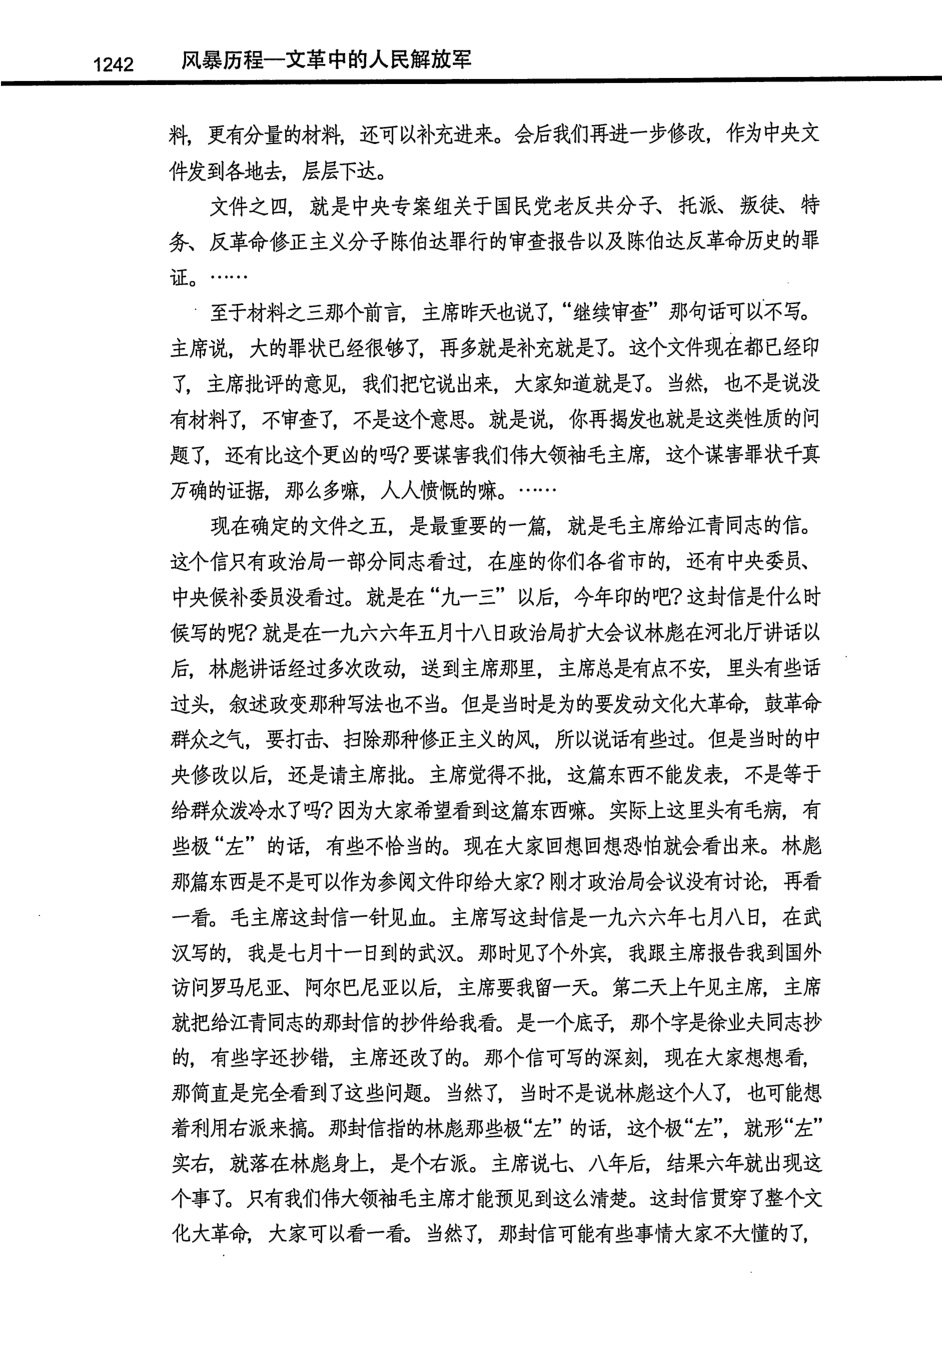 1242 风暴历程—文革中的人民解放军
料，更有分量的材料，还可以补充进来。会后我们再进一步修改，作为中央文
件发到各地去，层层下达。
文件之四，就是中央专案组关于国民党老反共分子、托派、叛徒、特
务、反革命修正主义分子陈伯达罪行的审查报告以及陈伯达反革命历史的罪
证。……
至于材料之三那个前言，主席昨天也说了，“继续审查”那句话可以不写。
主席说，大的罪状已经很够了，再多就是补充就是了。这个文件现在都已经印
了，主席批评的意见，我们把它说出来，大家知道就是了。当然，也不是说没
有材料了，不审查了，不是这个意思。就是说，你再揭发也就是这类性质的问
题了，还有比这个更凶的吗？要谋害我们伟大领袖毛主席，这个谋害罪状千真
万确的证据，那么多嘛，人人愤慨的嘛。……
现在确定的文件之五，是最重要的一篇，就是毛主席给江青同志的信。
这个信只有政治局一部分同志看过，在座的你们各省市的，还有中央委员、
中央候补委员没看过。就是在“九一三”以后，今年印的吧？这封信是什么时
候写的呢？就是在一九六六年五月十八日政治局扩大会议林彪在河北厅讲话以
后，林彪讲话经过多次改动，送到主席那里，主席总是有点不安，里头有些话
过头，叙述政变那种写法也不当。但是当时是为的要发动文化大革命，鼓革命
群众之气，要打击、扫除那种修正主义的风，所以说话有些过。但是当时的中
央修改以后，还是请主席批。主席觉得不批，这篇东西不能发表，不是等于
给群众泼冷水了吗？因为大家希望看到这篇东西嘛。实际上这里头有毛病，有
些极“左”的话，有些不恰当的。现在大家回想回想恐怕就会看出来。林彪
那篇东西是不是可以作为参阅文件印给大家？刚才政治局会议没有讨论，再看
一看。毛主席这封信一针见血。主席写这封信是一九六六年七月八日，在武
汉写的，我是七月十一日到的武汉。那时见了个外宾，我跟主席报告我到国外
访问罗马尼亚、阿尔巴尼亚以后，主席要我留一天。第二天上午见主席，主席
就把给江青同志的那封信的抄件给我看。是一个底子，那个字是徐业夫同志抄
的，有些字还抄错，主席还改了的。那个信可写的深刻，现在大家想想看，
那简直是完全看到了这些问题。当然了，当时不是说林彪这个人了，也可能想
着利用右派来搞。那封信指的林彪那些极“左”的话，这个极“左”，就形“左”
实右，就落在林彪身上，是个右派。主席说七、八年后，结果六年就出现这
个事了。只有我们伟大领袖毛主席才能预见到这么清楚。这封信贯穿了整个文
化大革命，大家可以看一看。当然了，那封信可能有些事情大家不大懂的了，